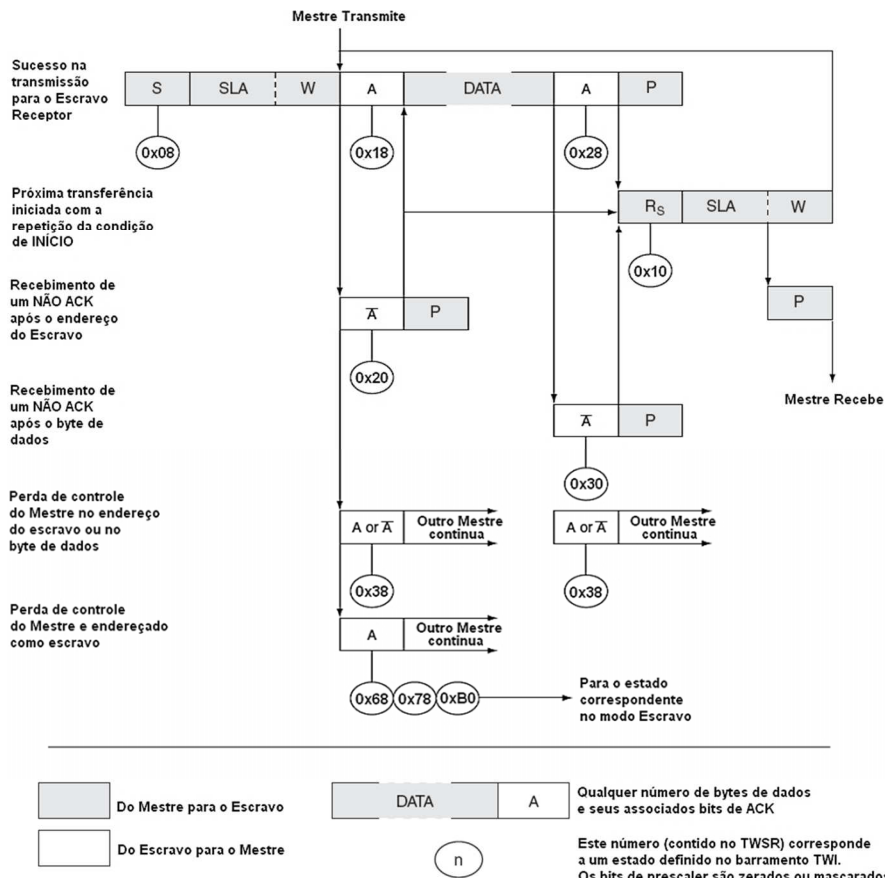 Mestre Transmite
Sucesso na
transmissão
para o Escravo
Receptor
S
SLA
W
A
DATA
A
P
0x08
0x18
0x28
Próxima transferência
iniciada com a
repetição da condição
de INÍCIO
RS
SLA
W
0x10
Recebimento de
um NÃO ACK
após o endereço
do Escravo
A̅
P
P
0x20
Mestre Recebe
Recebimento de
um NÃO ACK
após o byte de
dados
A̅
P
0x30
Perda de controle
do Mestre no endereço
do escravo ou no
byte de dados
A or A̅
Outro Mestre
continua
A or A̅
Outro Mestre
continua
0x38
0x38
Perda de controle
do Mestre e endereçado
como escravo
A
Outro Mestre
continua
0x68
0x78
0xB0
Para o estado
correspondente
no modo Escravo
Do Mestre para o Escravo
DATA
A
Qualquer número de bytes de dados
e seus associados bits de ACK
Do Escravo para o Mestre
n
Este número (contido no TWSR) corresponde
a um estado definido no barramento TWI.
Os bits de prescaler são zerados ou mascarados